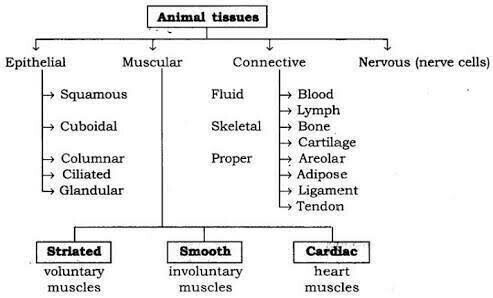 Animal tissues
Epithelial Muscular Connective Nervous (nerve cells)
Squamous Fluid Blood
Lymph
Cuboidal Skeletal Bone
Cartilage
Columnar Proper Areolar
Ciliated Adipose
Glandular Ligament
Tendon
Striated Smooth Cardiac
voluntary involuntary heart
muscles muscles muscles